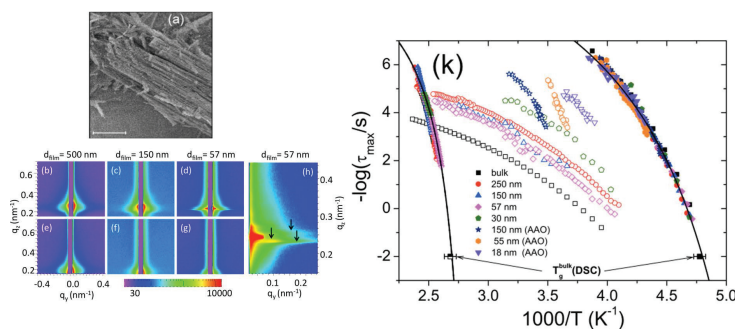 (a)
d_film= 500 nm d_film= 150 nm d_film= 57 nm d_film= 57 nm
(b) (c) (d) (h)
(e) (f) (g)
0.6
0.4
0.2
0.6
0.4
0.2
q_z (nm⁻¹)
0.4
0.3
0.2
q_z (nm⁻¹)
-0.4 0.0 0.4
q_y (nm⁻¹)
30 10000
0.1 0.2
q_y (nm⁻¹)
(k)
-log(τ_max/s)
6
4
2
0
-2
bulk
250 nm
150 nm
57 nm
30 nm
150 nm (AAO)
55 nm (AAO)
18 nm (AAO)
T_g^bulk(DSC)
2.5 3.0 3.5 4.0 4.5 5.0
1000/T (K⁻¹)